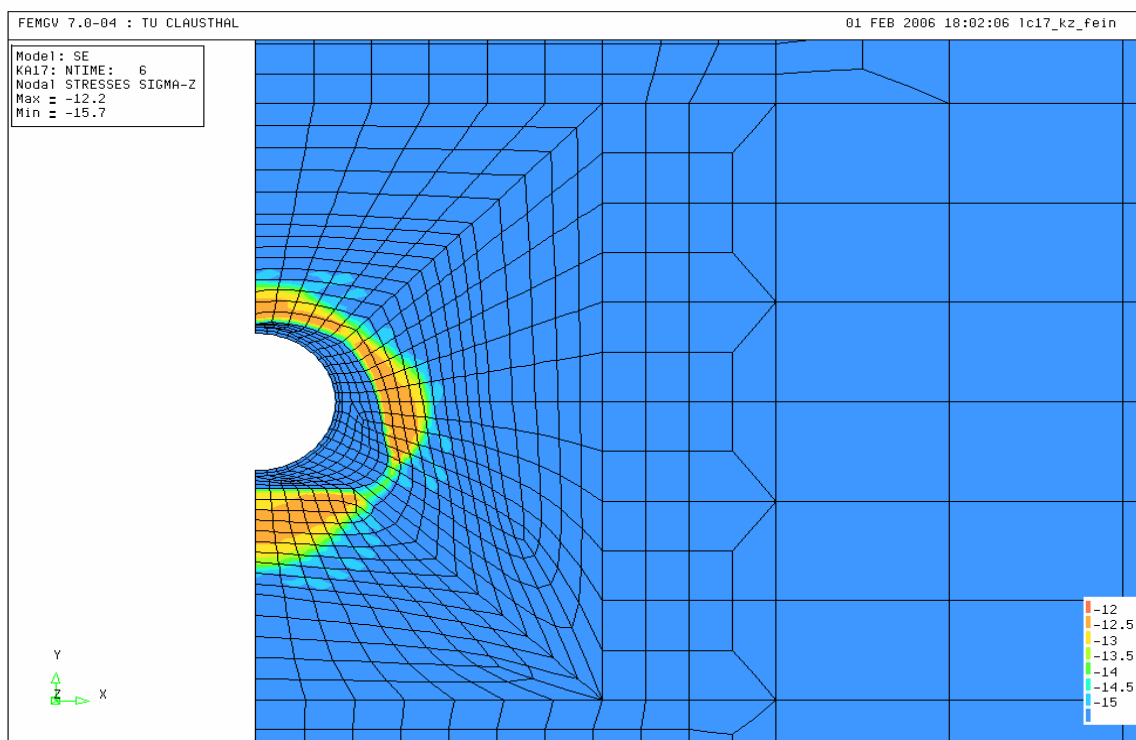 FEMGV 7.0-04 : TU CLAUSTHAL
01 FEB 2006 18:02:06 lc17_kz_fein
Model: SE
KA17: NTIME: 6
Nodal STRESSES SIGMA-Z
Max = -12.2
Min = -15.7
Y
Z X
-12
-12.5
-13
-13.5
-14
-14.5
-15